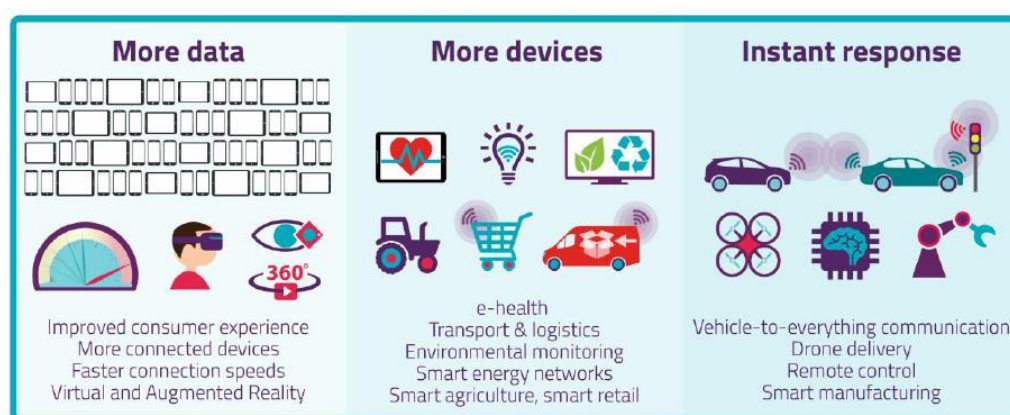 More data
360°
Improved consumer experience
More connected devices
Faster connection speeds
Virtual and Augmented Reality
More devices
e-health
Transport & logistics
Environmental monitoring
Smart energy networks
Smart agriculture, smart retail
Instant response
Vehicle-to-everything communication
Drone delivery
Remote control
Smart manufacturing